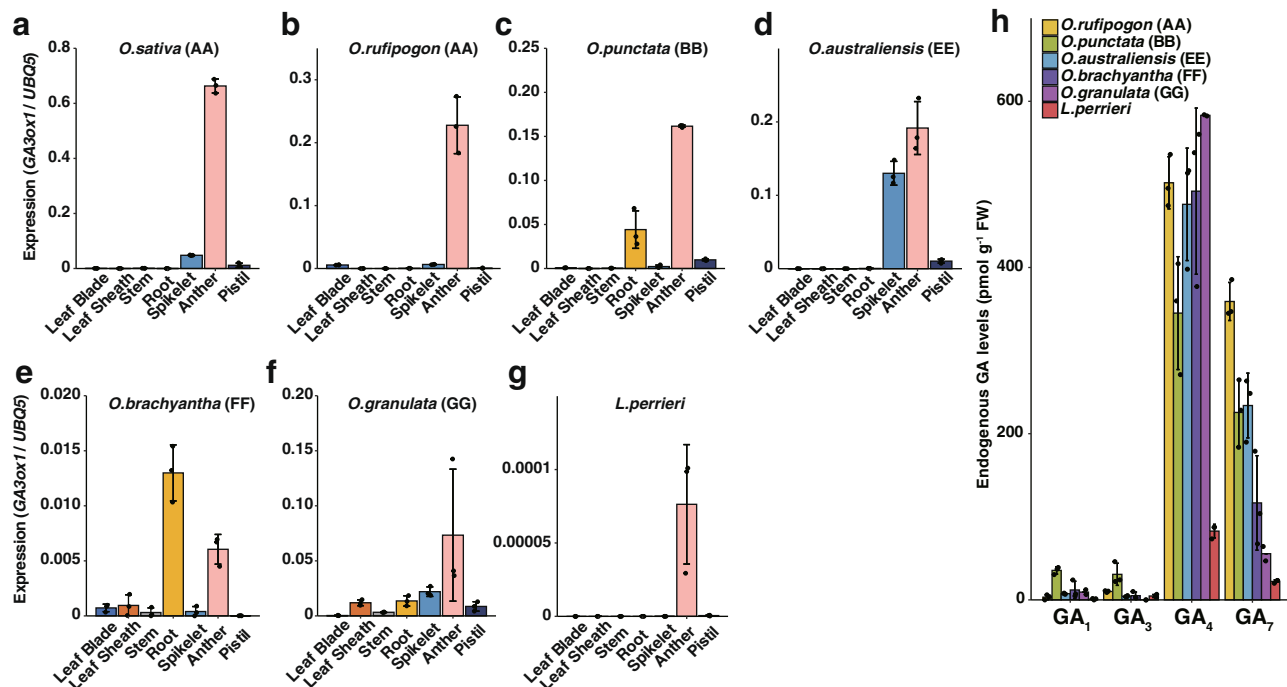 a
O.sativa (AA)
Expression (GA3ox1 / UBQ5)
0.8
0.6
0.4
0.2
0
Leaf Blade
Leaf Sheath
Stem
Root
Spikelet
Anther
Pistil
b
O.rufipogon (AA)
0.3
0.2
0.1
0
Leaf Blade
Leaf Sheath
Stem
Root
Spikelet
Anther
Pistil
c
O.punctata (BB)
0.25
0.20
0.15
0.10
0.05
0
Leaf Blade
Leaf Sheath
Stem
Root
Spikelet
Anther
Pistil
d
O.australiensis (EE)
0.2
0.1
0
Leaf Blade
Leaf Sheath
Stem
Root
Spikelet
Anther
Pistil
e
O.brachyantha (FF)
Expression (GA3ox1 / UBQ5)
0.020
0.015
0.010
0.005
0
Leaf Blade
Leaf Sheath
Stem
Root
Spikelet
Anther
Pistil
f
O.granulata (GG)
0.20
0.15
0.10
0.05
0
Leaf Blade
Leaf Sheath
Stem
Root
Spikelet
Anther
Pistil
g
L.perrieri
0.0001
0.00005
0
Leaf Blade
Leaf Sheath
Stem
Root
Spikelet
Anther
Pistil
h
O.rufipogon (AA)
O.punctata (BB)
O.australiensis (EE)
O.brachyantha (FF)
O.granulata (GG)
L.perrieri
Endogenous GA levels (pmol g⁻¹ FW)
600
400
200
0
GA₁
GA₃
GA₄
GA₇